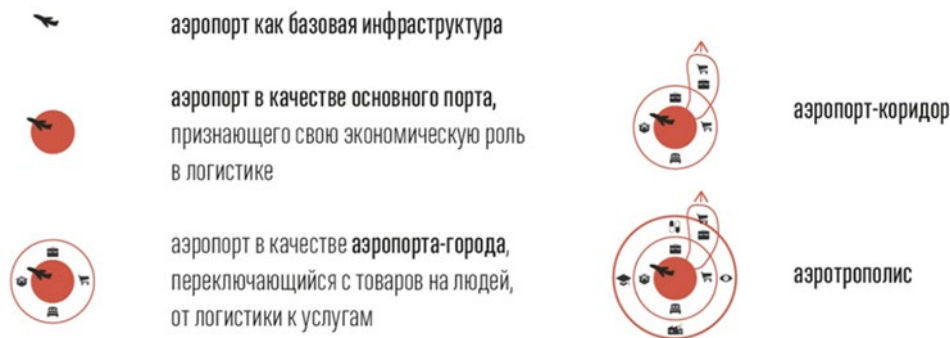 аэропорт как базовая инфраструктура
аэропорт в качестве основного порта,
признающего свою экономическую роль
в логистике
аэропорт в качестве аэропорта-города,
переключающийся с товаров на людей,
от логистики к услугам
аэропорт-коридор
аэротрополис